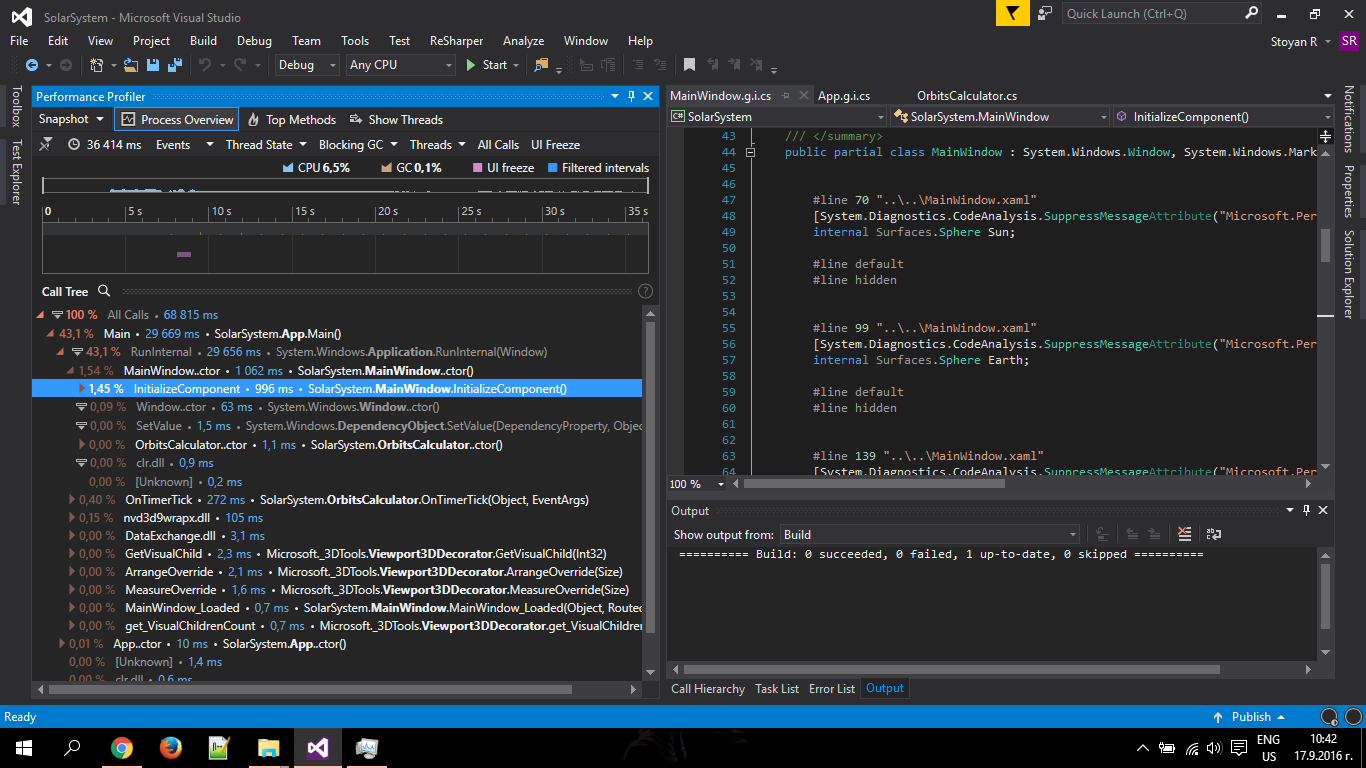 SolarSystem - Microsoft Visual Studio
Quick Launch (Ctrl+Q)
File Edit View Project Build Debug Team Tools Test ReSharper Analyze Window Help
Stoyan R SR
Debug Any CPU Start
Toolbox
Test Explorer
Performance Profiler
Snapshot Process Overview Top Methods Show Threads
36 414 ms Events Thread State Blocking GC Threads All Calls UI Freeze
CPU 6,5% GC 0,1% UI freeze Filtered intervals
0 5 s 10 s 15 s 20 s 25 s 30 s 35 s
Call Tree
100 % All Calls • 68 815 ms
43,1 % Main • 29 669 ms • SolarSystem.App.Main()
43,1 % RunInternal • 29 656 ms • System.Windows.Application.RunInternal(Window)
1,54 % MainWindow..ctor • 1 062 ms • SolarSystem.MainWindow..ctor()
1,45 % InitializeComponent • 996 ms • SolarSystem.MainWindow.InitializeComponent()
0,09 % Window..ctor • 63 ms • System.Windows.Window..ctor()
0,00 % SetValue • 1,5 ms • System.Windows.DependencyObject.SetValue(DependencyProperty, Objec
0,00 % OrbitsCalculator..ctor • 1,1 ms • SolarSystem.OrbitsCalculator..ctor()
0,00 % clr.dll • 0,9 ms
0,00 % [Unknown] • 0,2 ms
0,40 % OnTimerTick • 272 ms • SolarSystem.OrbitsCalculator.OnTimerTick(Object, EventArgs)
0,15 % nvd3d9wrapx.dll • 105 ms
0,00 % DataExchange.dll • 3,1 ms
0,00 % GetVisualChild • 2,3 ms • Microsoft._3DTools.Viewport3DDecorator.GetVisualChild(Int32)
0,00 % ArrangeOverride • 2,1 ms • Microsoft._3DTools.Viewport3DDecorator.ArrangeOverride(Size)
0,00 % MeasureOverride • 1,6 ms • Microsoft._3DTools.Viewport3DDecorator.MeasureOverride(Size)
0,00 % MainWindow_Loaded • 0,7 ms • SolarSystem.MainWindow.MainWindow_Loaded(Object, Route
0,00 % get_VisualChildrenCount • 0,7 ms • Microsoft._3DTools.Viewport3DDecorator.get_VisualChildren
0,01 % App..ctor • 10 ms • SolarSystem.App..ctor()
0,00 % [Unknown] • 1,4 ms
0,00 % clr.dll • 0,6 ms
MainWindow.g.i.cs App.g.i.cs OrbitsCalculator.cs
SolarSystem SolarSystem.MainWindow InitializeComponent()
43 /// </summary>
44 public partial class MainWindow : System.Windows.Window, System.Windows.Mark
45
46
47 #line 70 "..\..\MainWindow.xaml"
48 [System.Diagnostics.CodeAnalysis.SuppressMessageAttribute("Microsoft.Per
49 internal Surfaces.Sphere Sun;
50
51 #line default
52 #line hidden
53
54
55 #line 99 "..\..\MainWindow.xaml"
56 [System.Diagnostics.CodeAnalysis.SuppressMessageAttribute("Microsoft.Per
57 internal Surfaces.Sphere Earth;
58
59 #line default
60 #line hidden
61
62
63 #line 139 "..\..\MainWindow.xaml"
64 [System.Diagnostics.CodeAnalysis.SuppressMessageAttribute("Microsoft.Per
100 %
Output
Show output from: Build
========== Build: 0 succeeded, 0 failed, 1 up-to-date, 0 skipped ==========
Call Hierarchy Task List Error List Output
Notifications
Properties
Solution Explorer
Ready
Publish
ENG
US
10:42
17.9.2016 г.